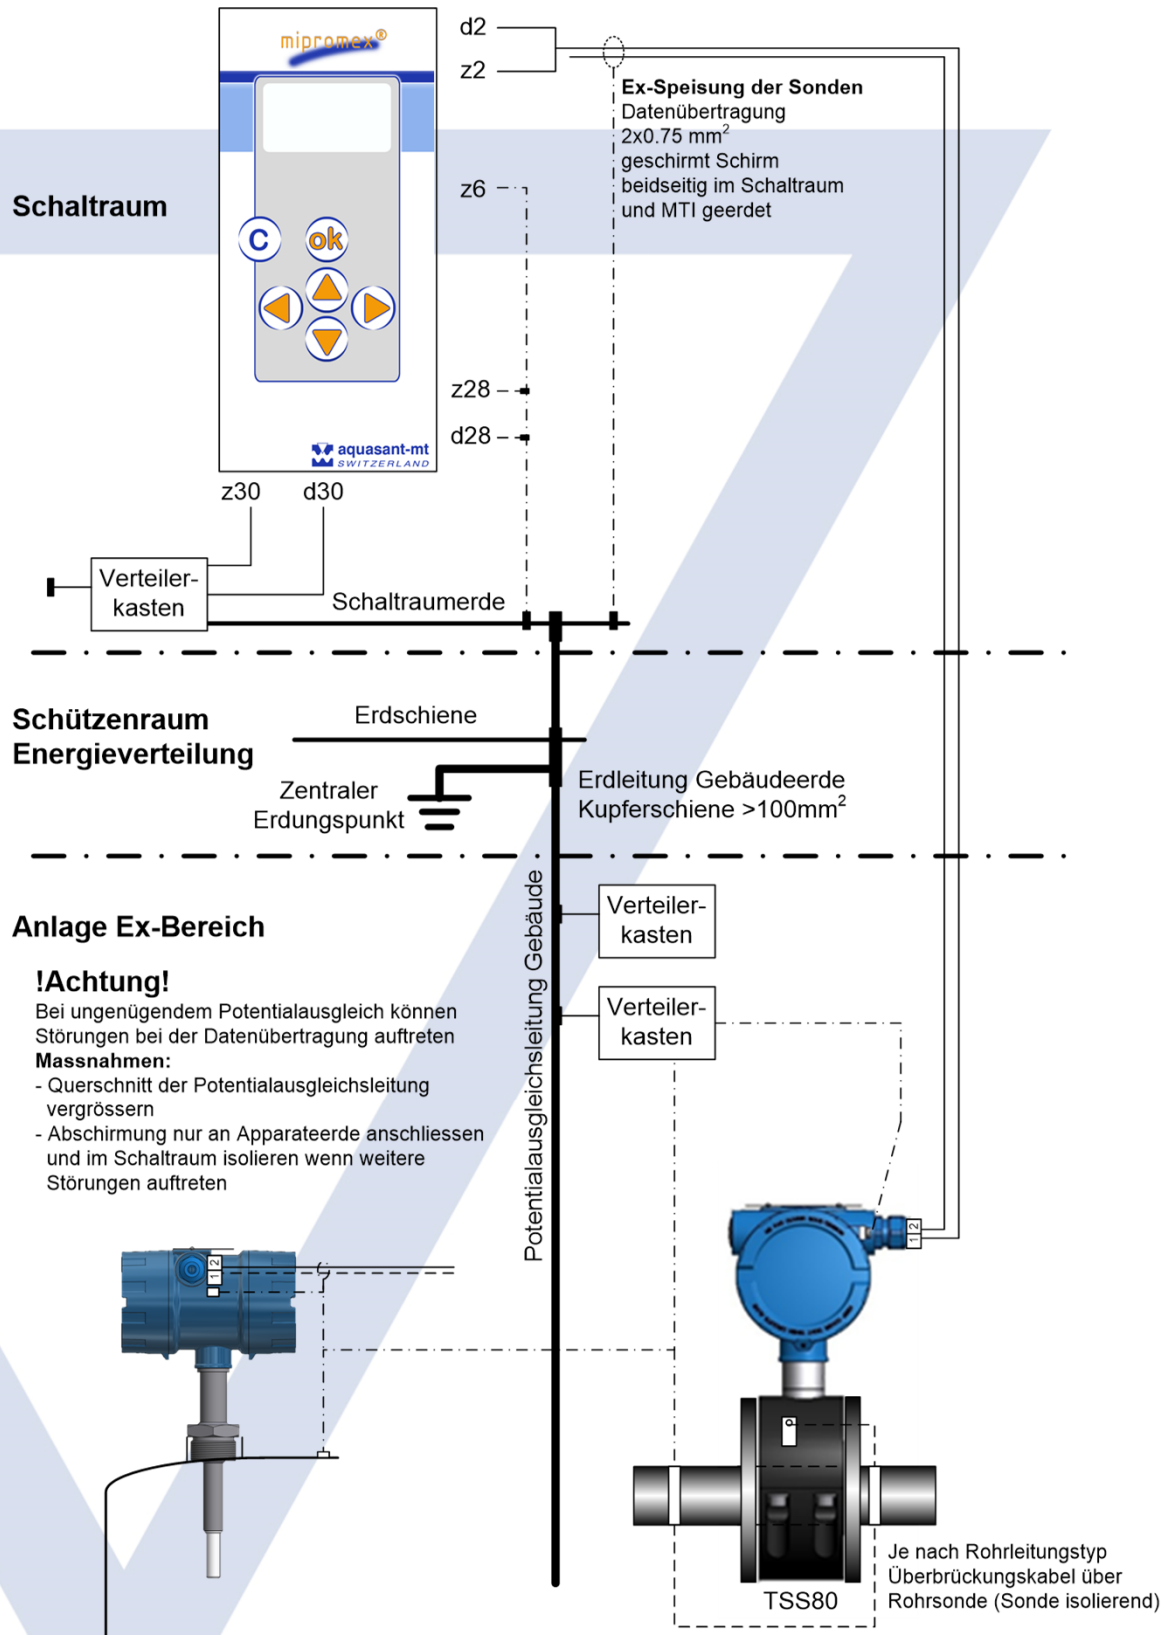 mipromex®
d2
z2
Ex-Speisung der Sonden
Datenübertragung
2x0.75 mm²
geschirmt Schirm
beidseitig im Schaltraum
und MTI geerdet
Schaltraum
z6
C
ok
z28
d28
aquasant-mt
SWITZERLAND
z30
d30
Verteiler-
kasten
Schaltraumerde
Schützenraum
Energieverteilung
Erdschiene
Zentraler
Erdungspunkt
Erdleitung Gebäudeerde
Kupferschiene >100mm²
Anlage Ex-Bereich
Potentialausgleichsleitung Gebäude
Verteiler-
kasten
Verteiler-
kasten
!Achtung!
Bei ungenügendem Potentialausgleich können
Störungen bei der Datenübertragung auftreten
Massnahmen:
- Querschnitt der Potentialausgleichsleitung
vergrössern
- Abschirmung nur an Apparateerde anschliessen
und im Schaltraum isolieren wenn weitere
Störungen auftreten
1 2
1 2
TSS80
Je nach Rohrleitungstyp
Überbrückungskabel über
Rohrsonde (Sonde isolierend)